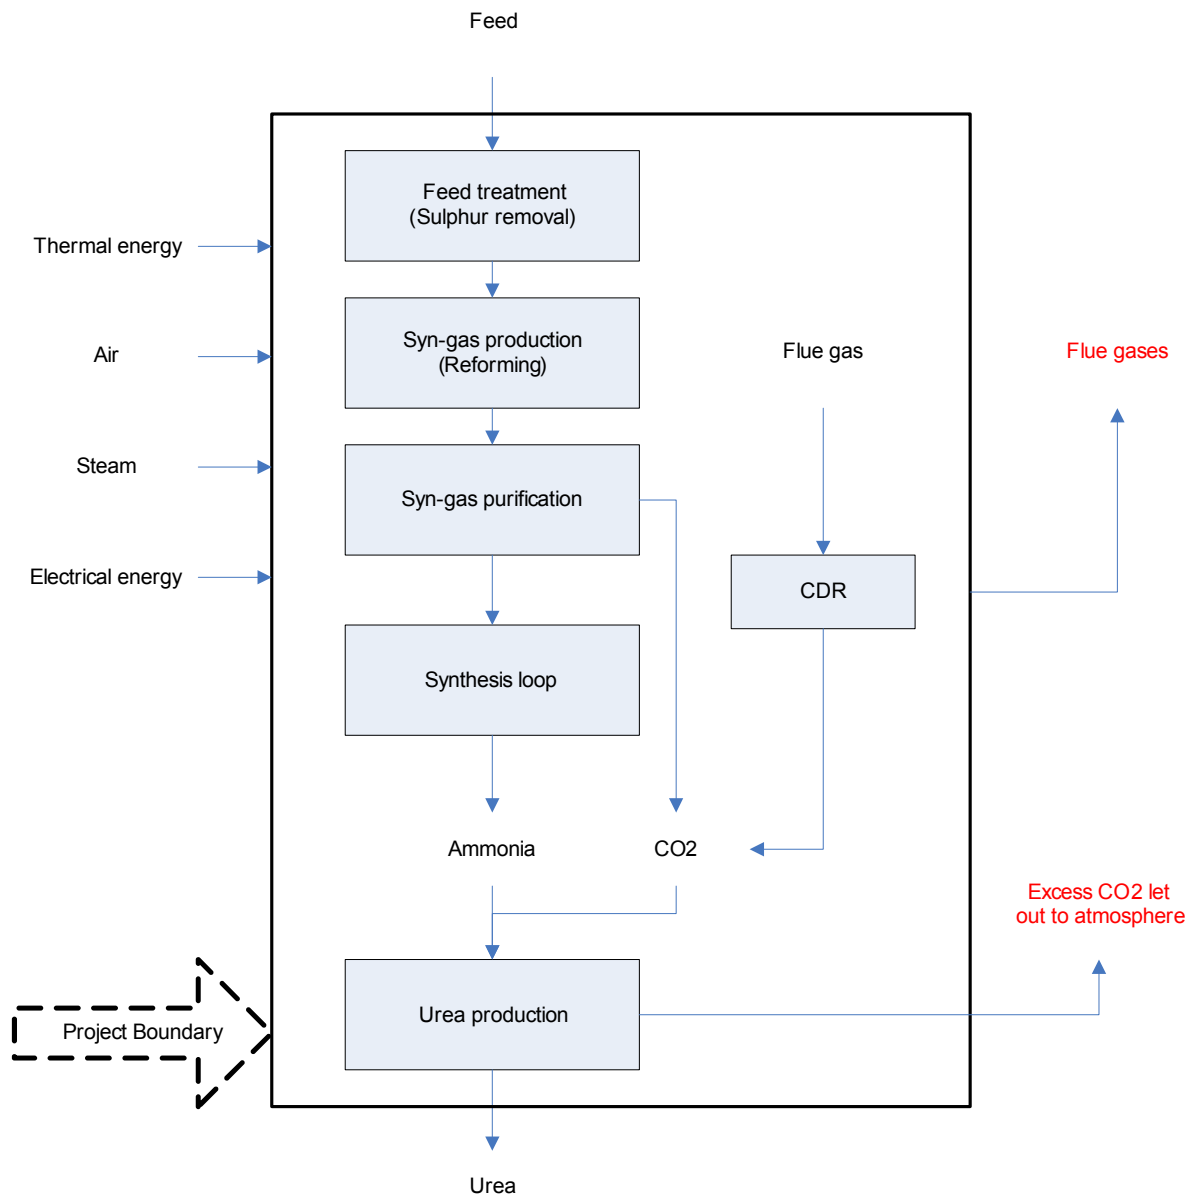 Feed
Feed treatment
(Sulphur removal)
Thermal energy
Syn-gas production
(Reforming)
Air
Flue gas
Flue gases
Steam
Syn-gas purification
Electrical energy
CDR
Synthesis loop
Ammonia
CO2
Excess CO2 let
out to atmosphere
Urea production
Project Boundary
Urea